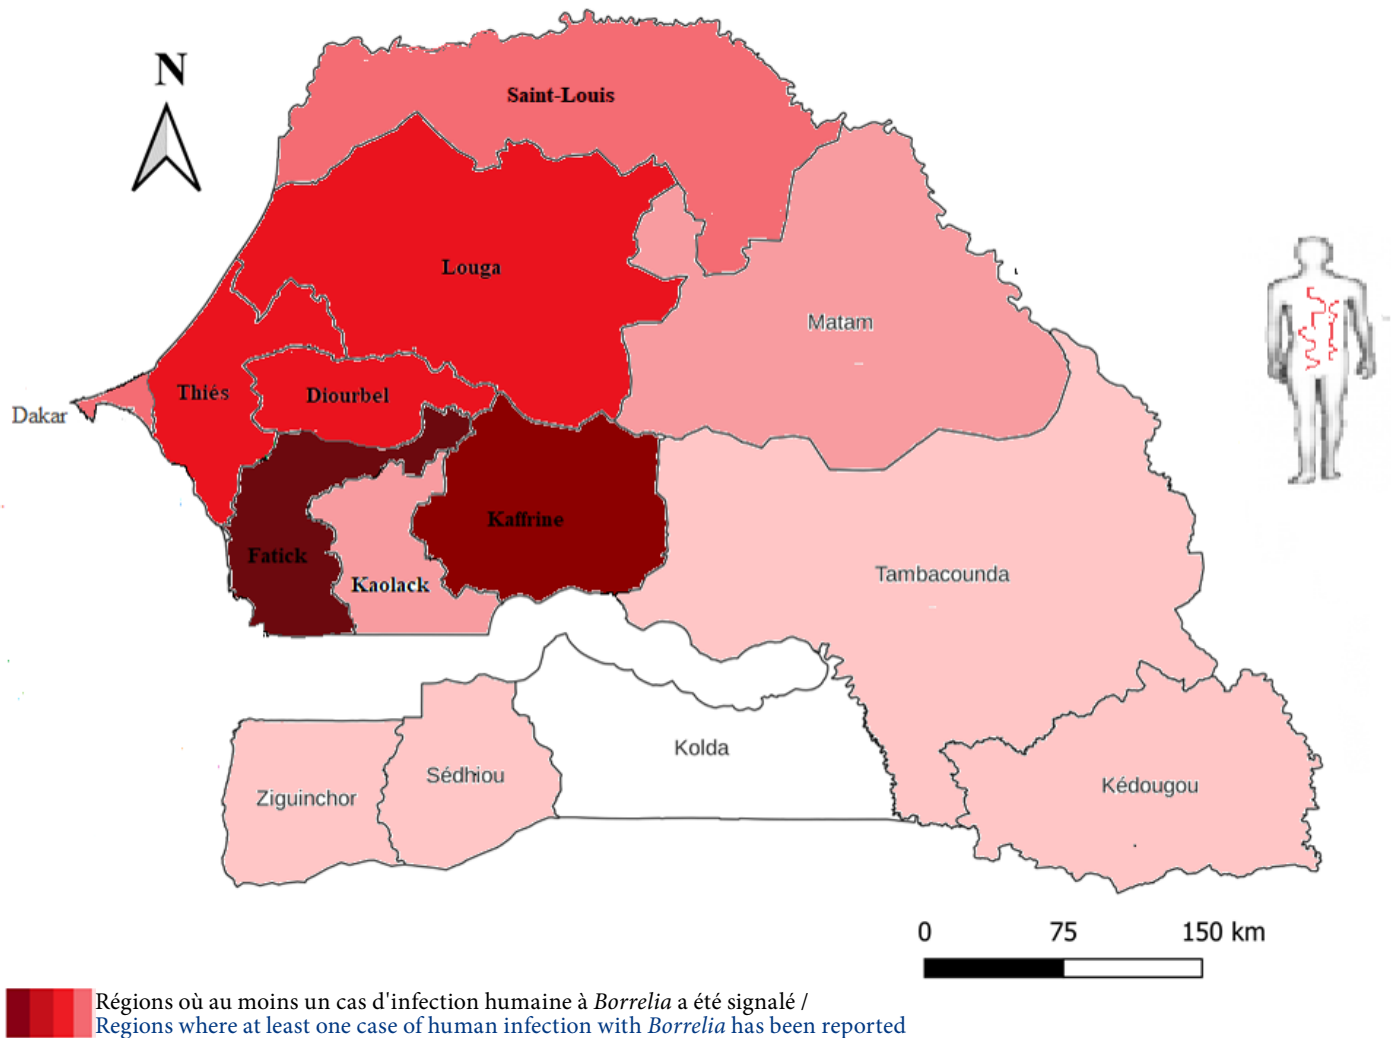 N
Saint-Louis
Louga
Matam
Thiés
Diourbel
Dakar
Kaffrine
Fatick
Kaolack
Tambacounda
Kolda
Sédhiou
Ziguinchor
Kédougou
0 75 150 km
Régions où au moins un cas d'infection humaine à Borrelia a été signalé /
Regions where at least one case of human infection with Borrelia has been reported